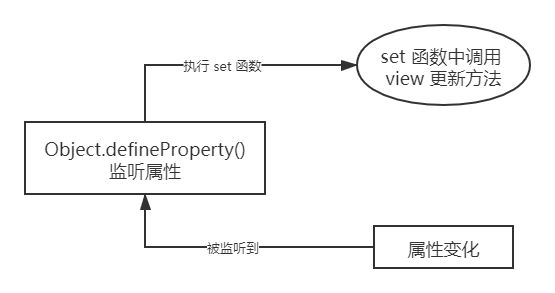 执行 set 函数
set 函数中调用
view 更新方法
Object.defineProperty()
监听属性
被监听到
属性变化